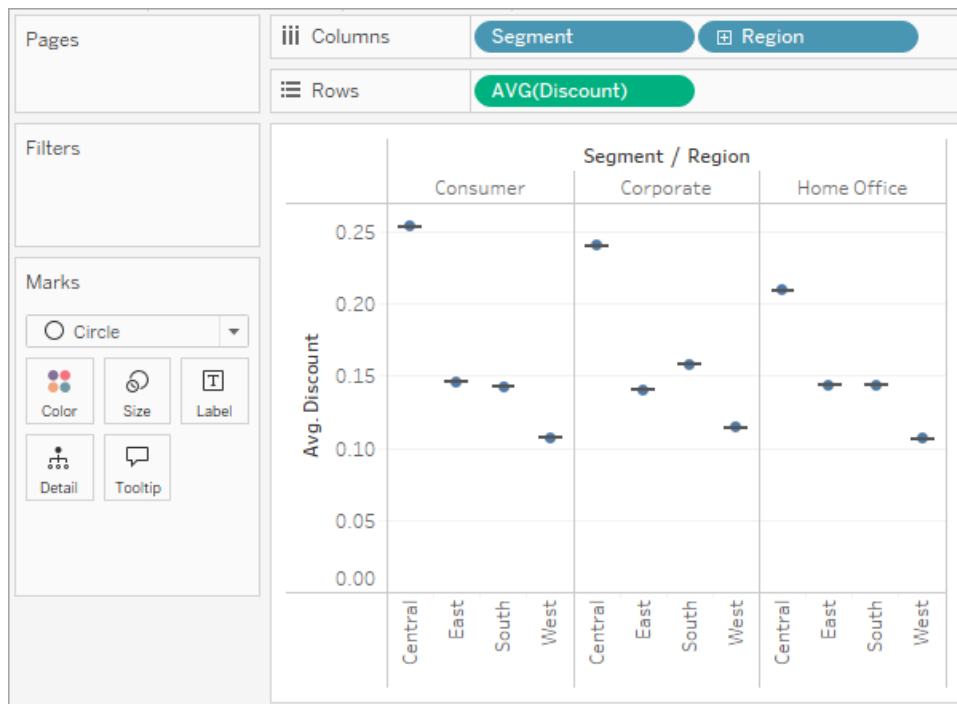 Pages
Columns
Segment
Region
Rows
AVG(Discount)
Filters
Marks
Circle
Color
Size
T
Label
Detail
Tooltip
Segment / Region
Consumer
Corporate
Home Office
Avg. Discount
0.25
0.20
0.15
0.10
0.05
0.00
Central
East
South
West
Central
East
South
West
Central
East
South
West